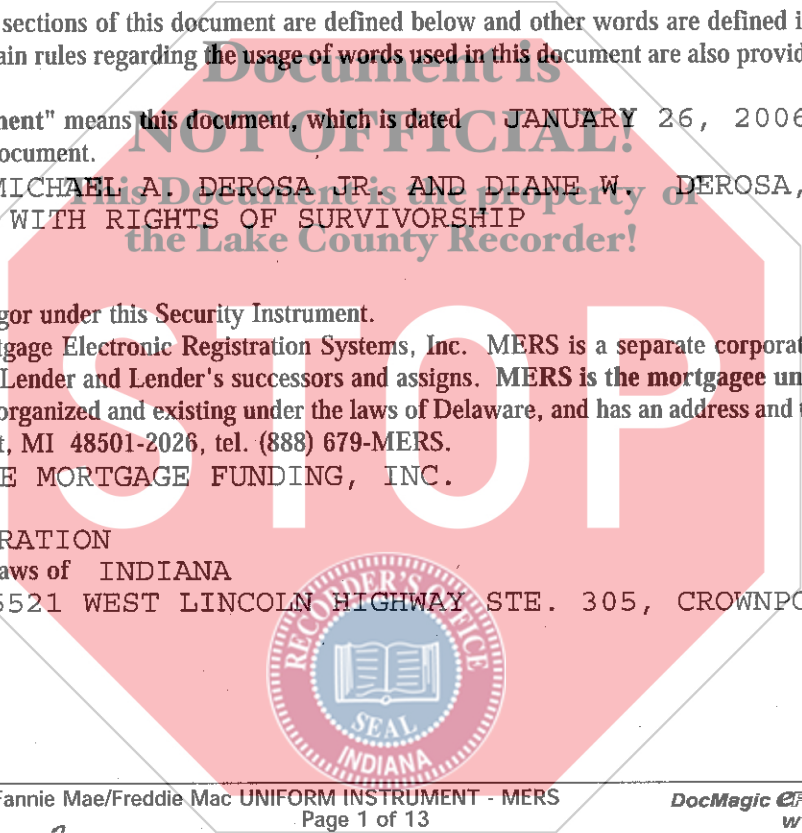 sections of this document are defined below and other words are defined i
ain rules regarding the usage of words used in this document are also provid
Document is
nent" means this document, which is dated JANUARY 26, 2006
NOT OFFICIAL!
ocument.
MICHAEL A. DEROSA JR. AND DIANE W. DEROSA,
This Document is the property of
WITH RIGHTS OF SURVIVORSHIP
the Lake County Recorder!
gor under this Security Instrument.
tgage Electronic Registration Systems, Inc. MERS is a separate corporat
Lender and Lender's successors and assigns. MERS is the mortgagee un
organized and existing under the laws of Delaware, and has an address and t
t, MI 48501-2026, tel. (888) 679-MERS.
STOP
E MORTGAGE FUNDING, INC.
RATION
aws of INDIANA
5521 WEST LINCOLN HIGHWAY STE. 305, CROWNPO
RECORDER'S OFFICE
SEAL
INDIANA
Fannie Mae/Freddie Mac UNIFORM INSTRUMENT - MERS
DocMagic
Page 1 of 13
w